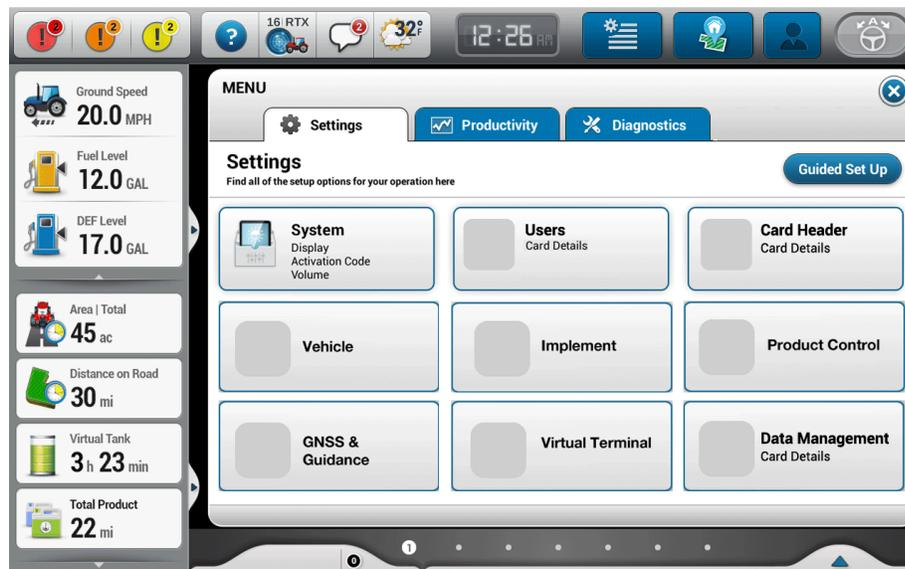 2
2
2
?
16 RTX
2
32°F
12:26 AM
A
Ground Speed
20.0 MPH
Fuel Level
12.0 GAL
DEF Level
17.0 GAL
Area | Total
45 ac
Distance on Road
30 mi
Virtual Tank
3 h 23 min
Total Product
22 mi
MENU
Settings
Productivity
Diagnostics
Settings
Find all of the setup options for your operation here
Guided Set Up
System
Display
Activation Code
Volume
Users
Card Details
Card Header
Card Details
Vehicle
Implement
Product Control
GNSS &
Guidance
Virtual Terminal
Data Management
Card Details
1
0